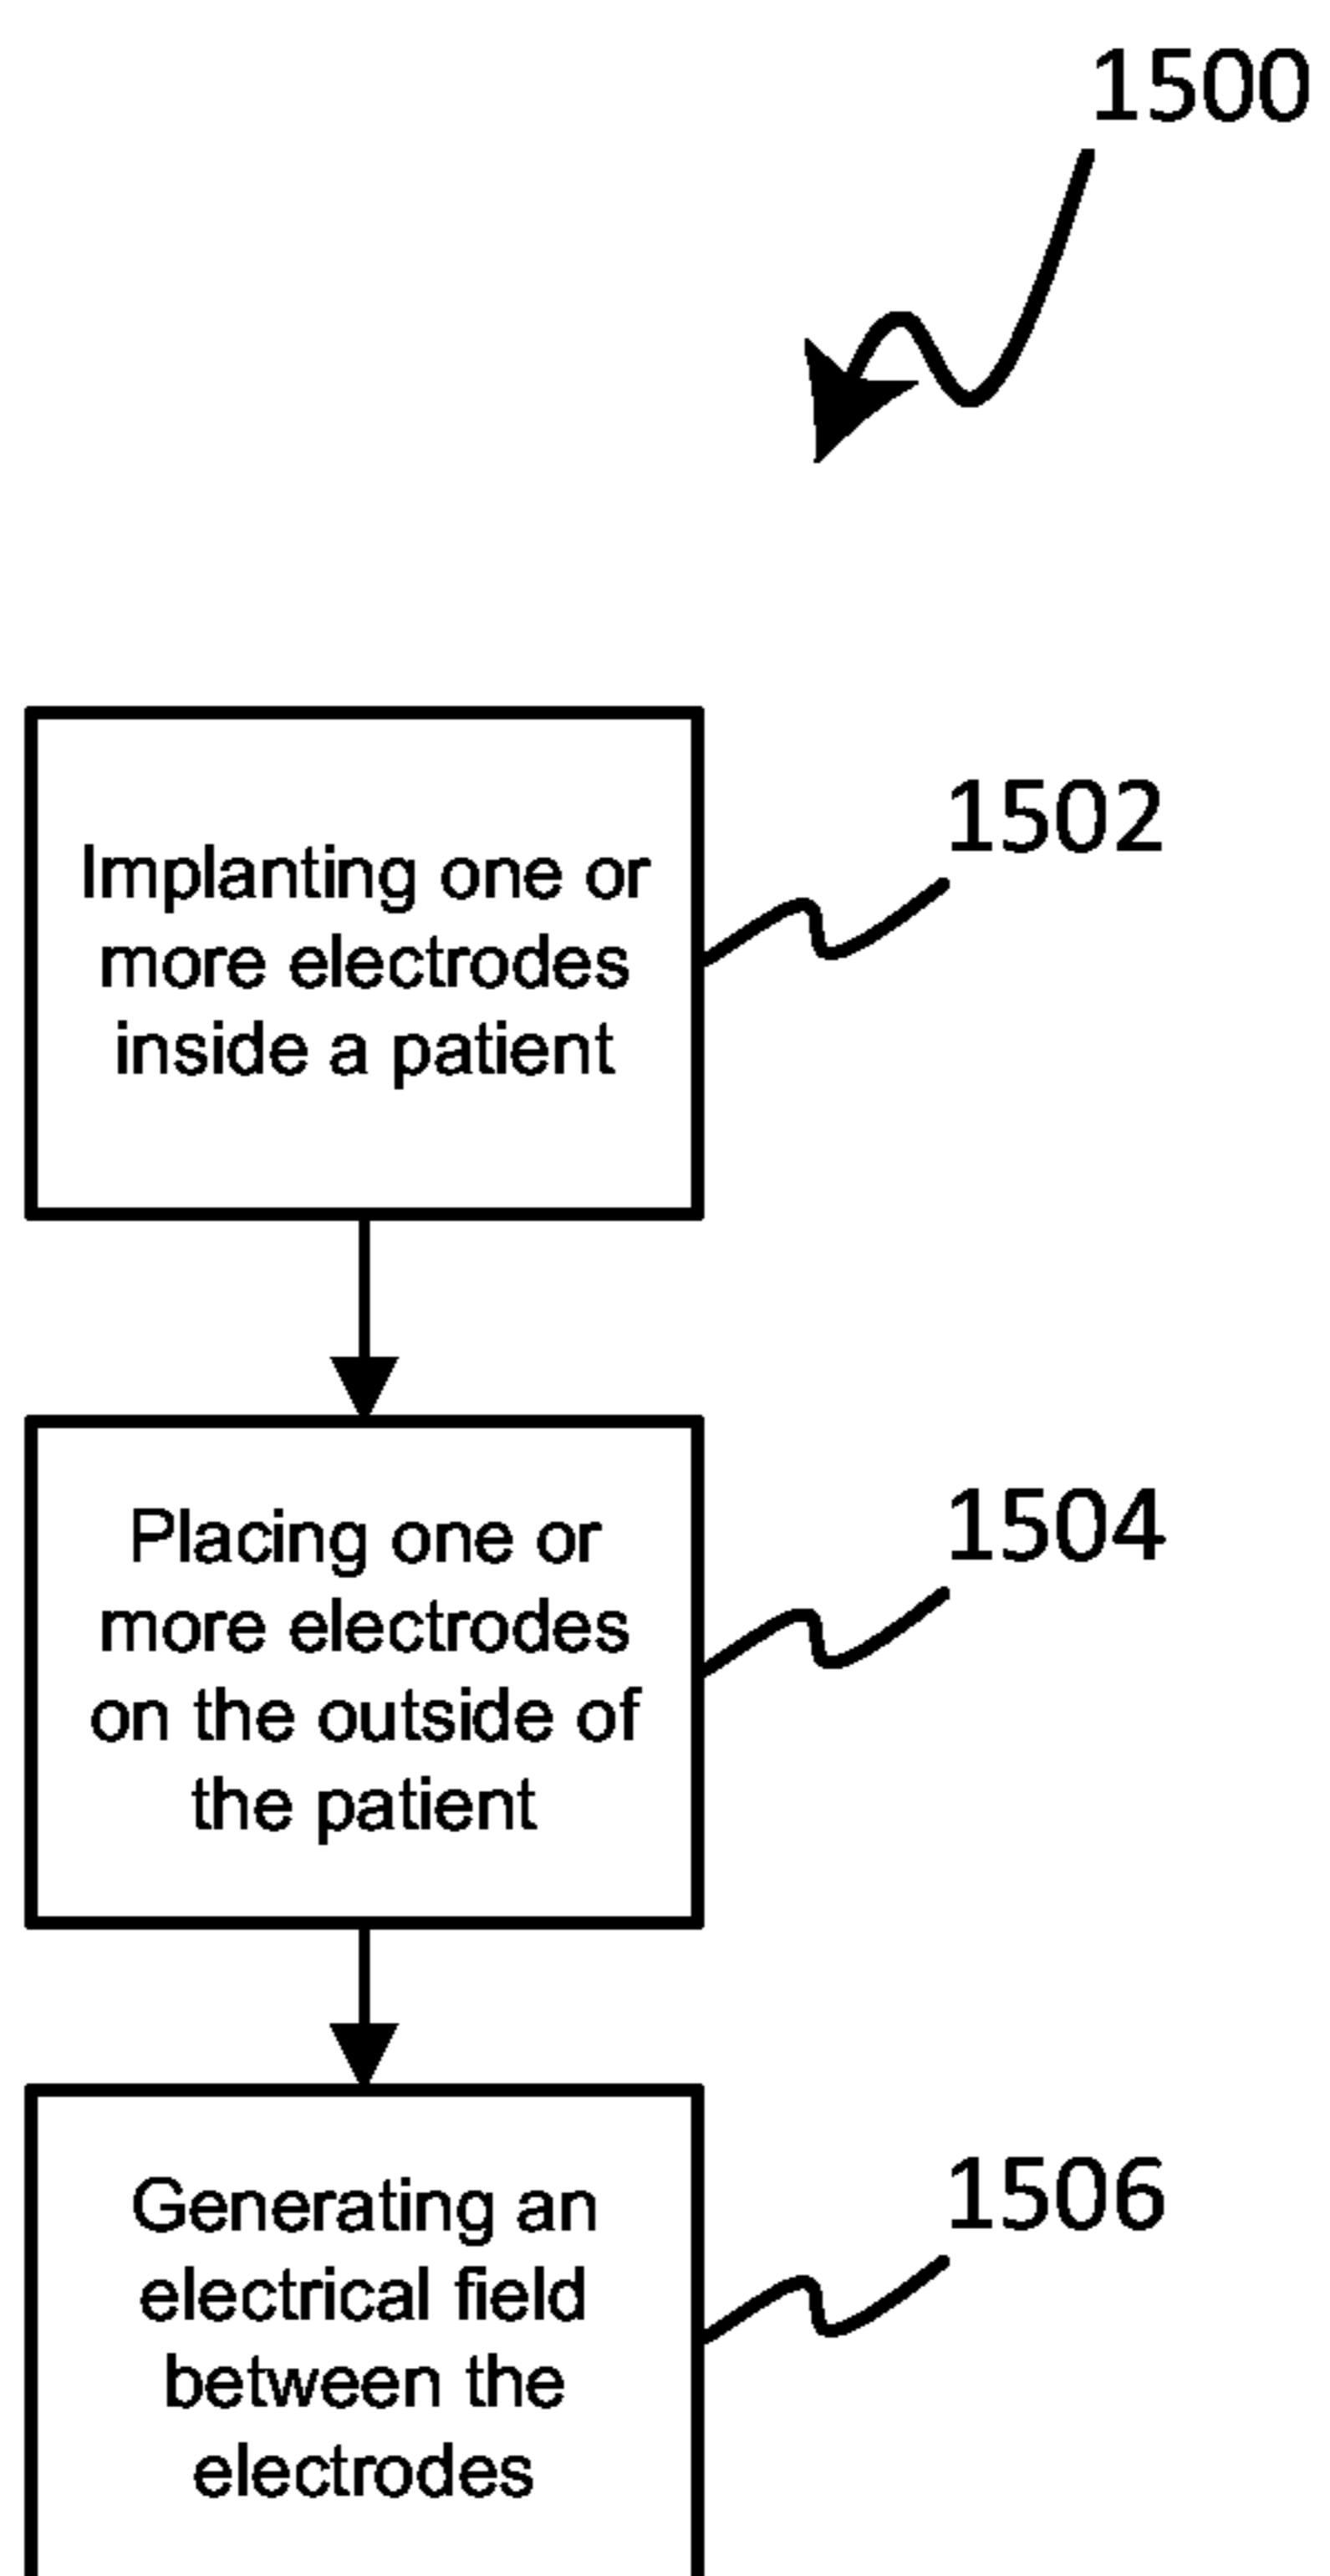 1500
Implanting one or
more electrodes
inside a patient
1502
Placing one or
more electrodes
on the outside of
the patient
1504
Generating an
electrical field
between the
electrodes
1506